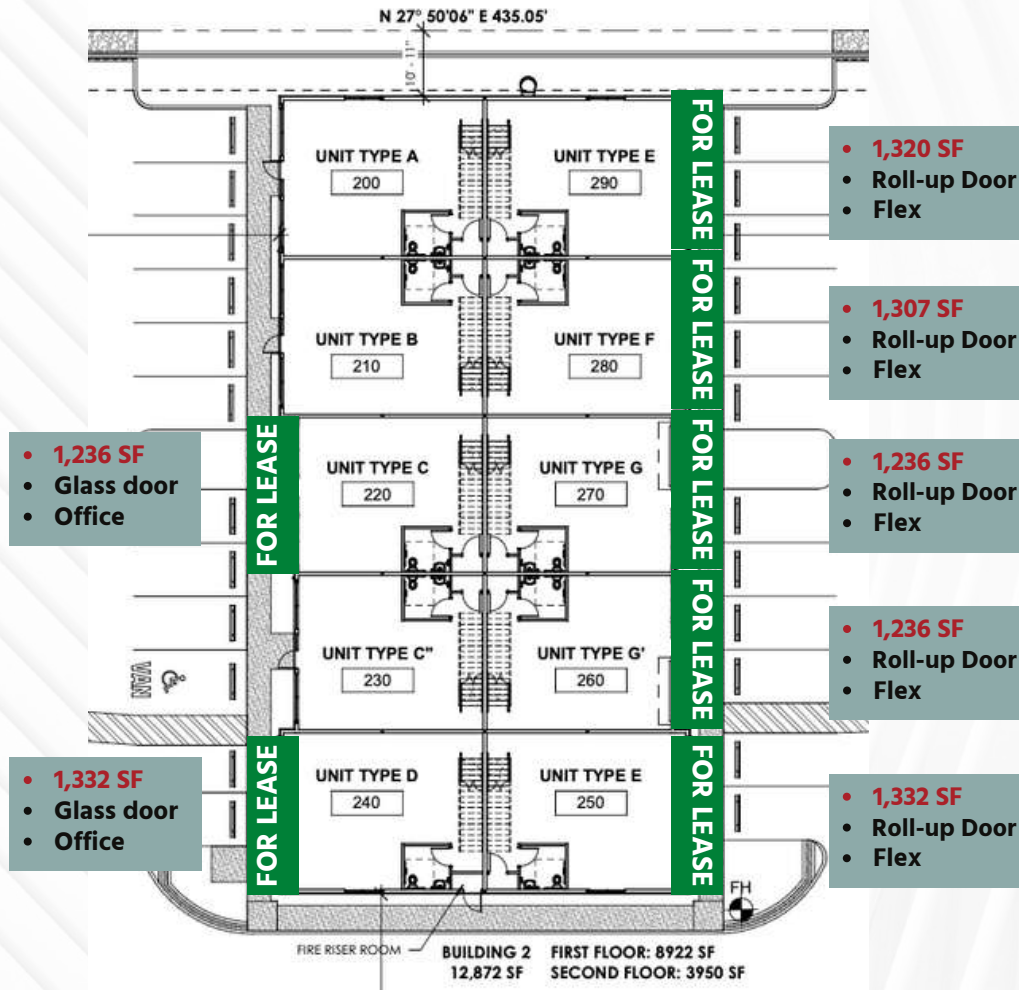 N 27° 50'06" E 435.05'
10' - 11"
UNIT TYPE A
200
UNIT TYPE E
290
FOR LEASE
• 1,320 SF
• Roll-up Door
• Flex
UNIT TYPE B
210
UNIT TYPE F
280
FOR LEASE
• 1,307 SF
• Roll-up Door
• Flex
• 1,236 SF
• Glass door
• Office
FOR LEASE
UNIT TYPE C
220
UNIT TYPE G
270
FOR LEASE
• 1,236 SF
• Roll-up Door
• Flex
VAN
UNIT TYPE C"
230
UNIT TYPE G'
260
FOR LEASE
• 1,236 SF
• Roll-up Door
• Flex
• 1,332 SF
• Glass door
• Office
FOR LEASE
UNIT TYPE D
240
UNIT TYPE E
250
FOR LEASE
• 1,332 SF
• Roll-up Door
• Flex
FH
FIRE RISER ROOM
BUILDING 2
12,872 SF
FIRST FLOOR: 8922 SF
SECOND FLOOR: 3950 SF